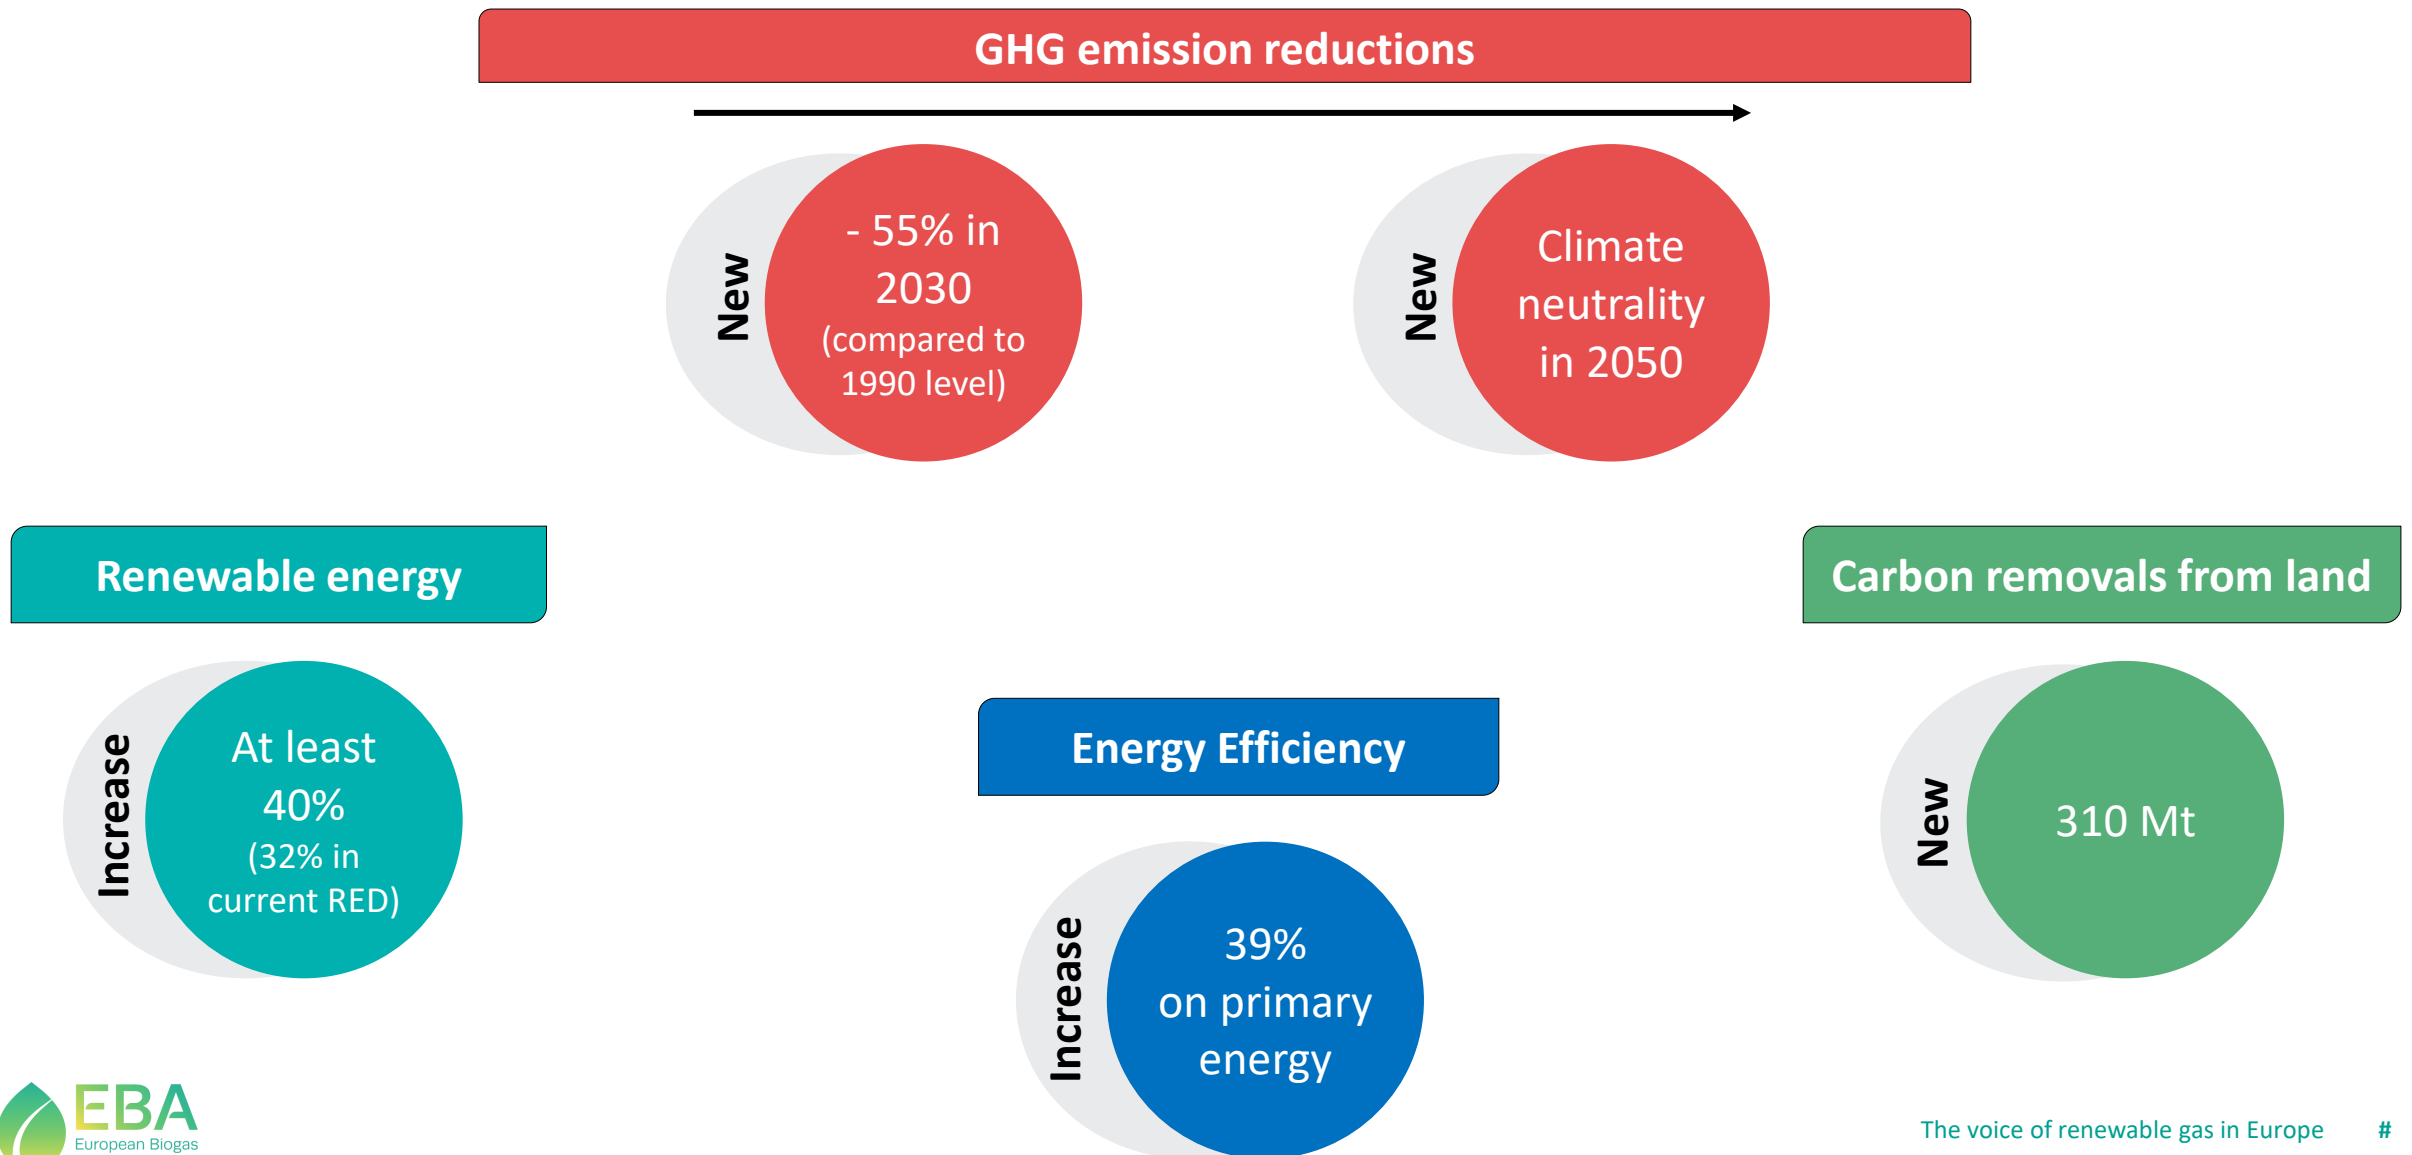 GHG emission reductions
New
- 55% in
2030
(compared to
1990 level)
New
Climate
neutrality
in 2050
Renewable energy
Increase
At least
40%
(32% in
current RED)
Energy Efficiency
Increase
39%
on primary
energy
Carbon removals from land
New
310 Mt
EBA
European Biogas
The voice of renewable gas in Europe #